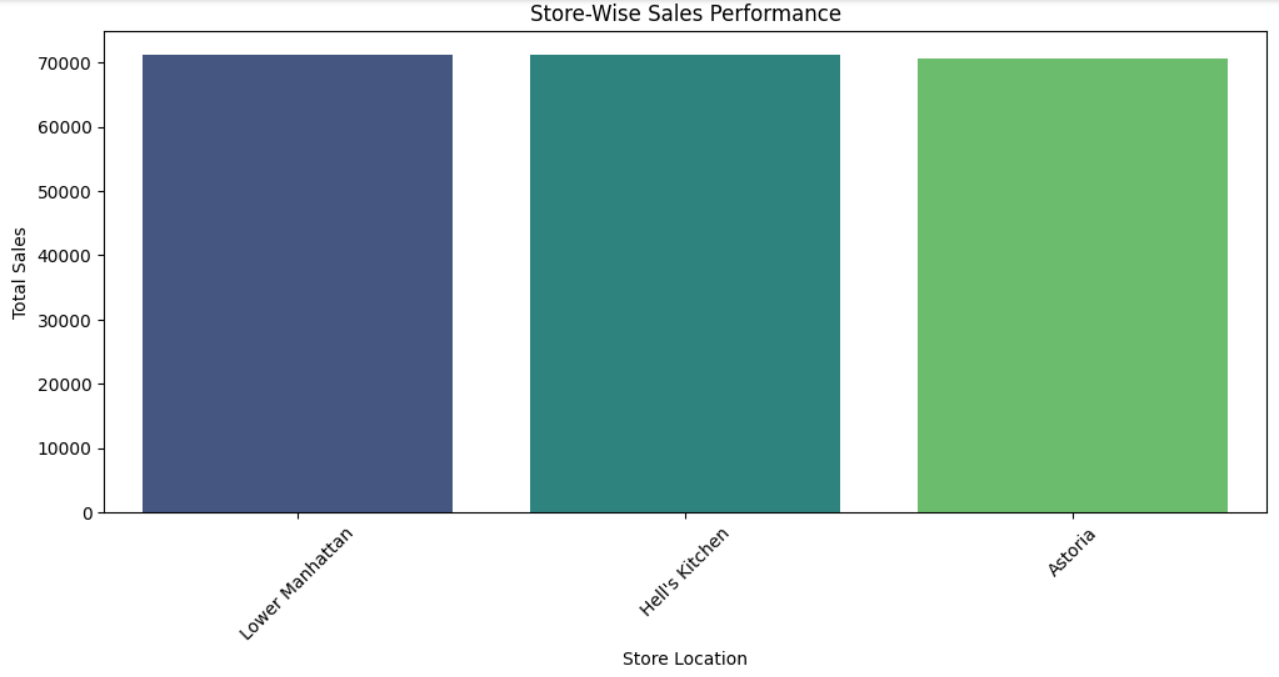 Store-Wise Sales Performance
Total Sales
70000
60000
50000
40000
30000
20000
10000
0
Lower Manhattan
Hell's Kitchen
Astoria
Store Location